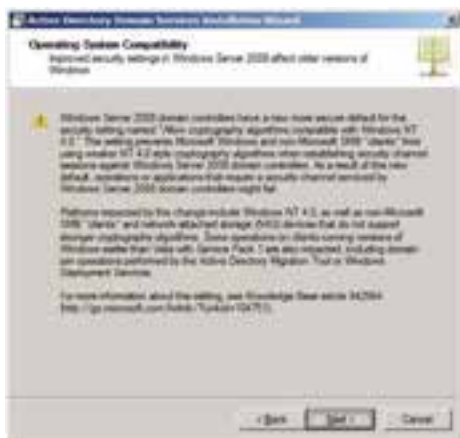 Active Directory Domain Services Installation Wizard
Operating System Compatibility
Improved security settings in Windows Server 2008 affect older versions of
Windows
Windows Server 2008 domain controllers have a new more secure default for the
security setting named "Allow cryptography algorithms compatible with Windows NT
4.0." This setting prevents Microsoft Windows and non-Microsoft SMB "clients" from
using weaker NT 4.0 style cryptography algorithms when establishing security channel
sessions against Windows Server 2008 domain controllers. As a result of this new
default, operations or applications that require a security channel serviced by
Windows Server 2008 domain controllers might fail.
Platforms impacted by this change include Windows NT 4.0, as well as non-Microsoft
SMB "clients" and network attached storage (NAS) devices that do not support
stronger cryptography algorithms. Some operations on clients running versions of
Windows earlier than Vista with Service Pack 1 are also impacted, including domain
join operations performed by the Active Directory Migration Tool or Windows
Deployment Services.
For more information about this setting, see Knowledge Base article 942564
(http://go.microsoft.com/fwlink/?LinkId=104751).
< Back
Next >
Cancel